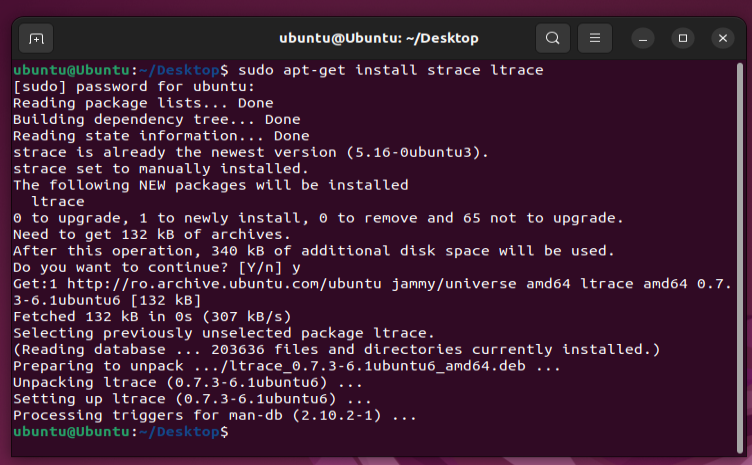 ubuntu@Ubuntu: ~/Desktop
ubuntu@Ubuntu:~/Desktop$ sudo apt-get install strace ltrace
[sudo] password for ubuntu:
Reading package lists... Done
Building dependency tree... Done
Reading state information... Done
strace is already the newest version (5.16-0ubuntu3).
strace set to manually installed.
The following NEW packages will be installed
  ltrace
0 to upgrade, 1 to newly install, 0 to remove and 65 not to upgrade.
Need to get 132 kB of archives.
After this operation, 340 kB of additional disk space will be used.
Do you want to continue? [Y/n] y
Get:1 http://ro.archive.ubuntu.com/ubuntu jammy/universe amd64 ltrace amd64 0.7.
3-6.1ubuntu6 [132 kB]
Fetched 132 kB in 0s (307 kB/s)
Selecting previously unselected package ltrace.
(Reading database ... 203636 files and directories currently installed.)
Preparing to unpack .../ltrace_0.7.3-6.1ubuntu6_amd64.deb ...
Unpacking ltrace (0.7.3-6.1ubuntu6) ...
Setting up ltrace (0.7.3-6.1ubuntu6) ...
Processing triggers for man-db (2.10.2-1) ...
ubuntu@Ubuntu:~/Desktop$